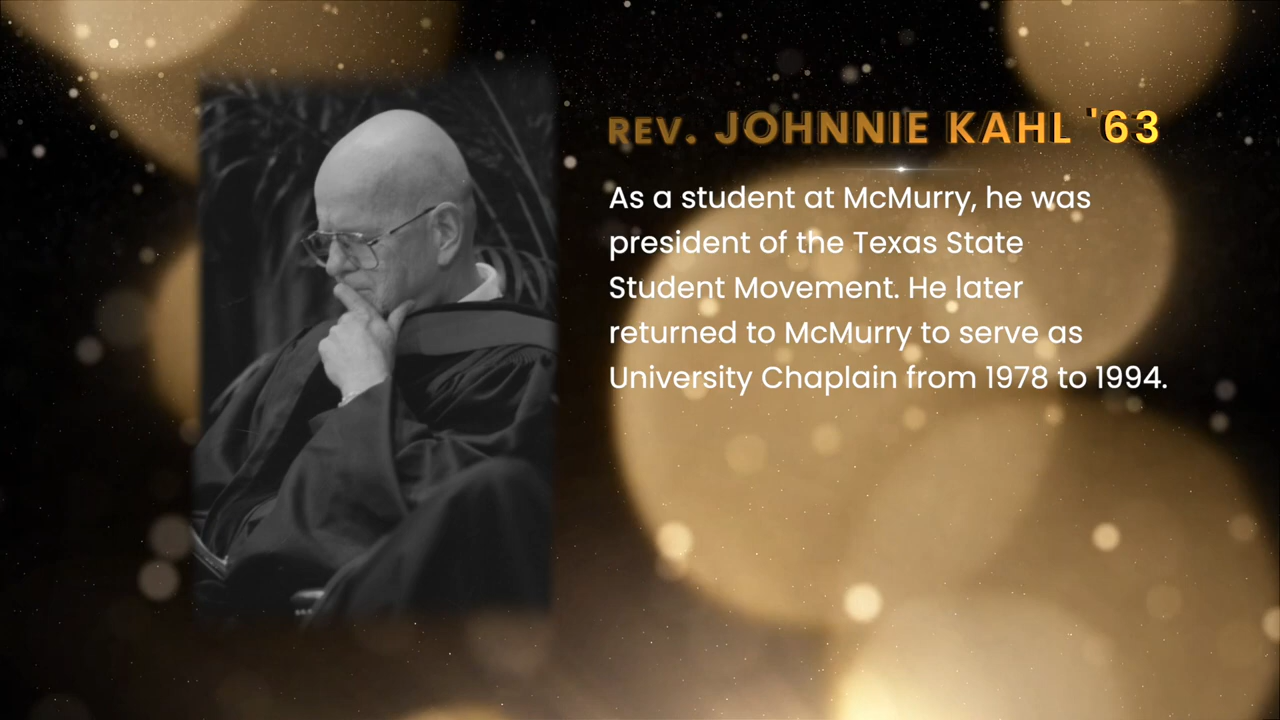 REV. JOHNNIE KAHL '63
As a student at McMurry, he was
president of the Texas State
Student Movement. He later
returned to McMurry to serve as
University Chaplain from 1978 to 1994.